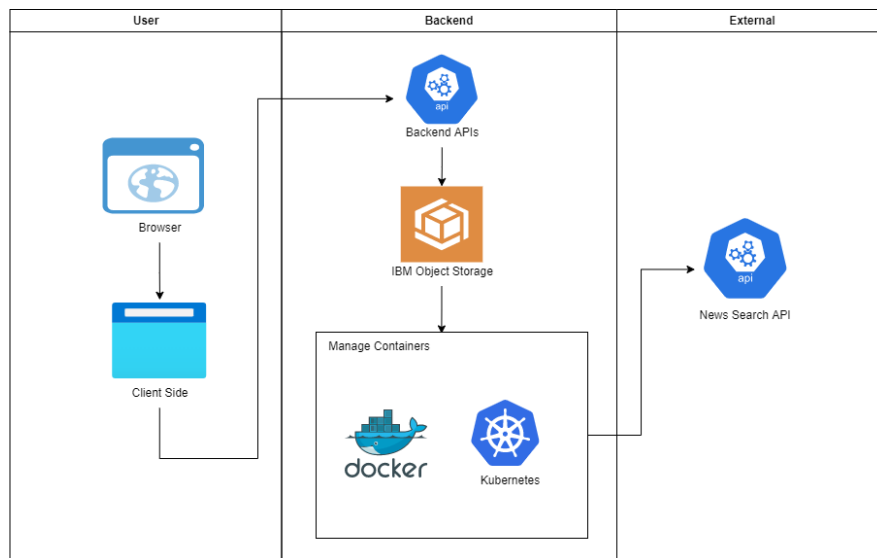 User
Backend
External
api
Backend APIs
Browser
IBM Object Storage
api
News Search API
Client Side
Manage Containers
docker
Kubernetes